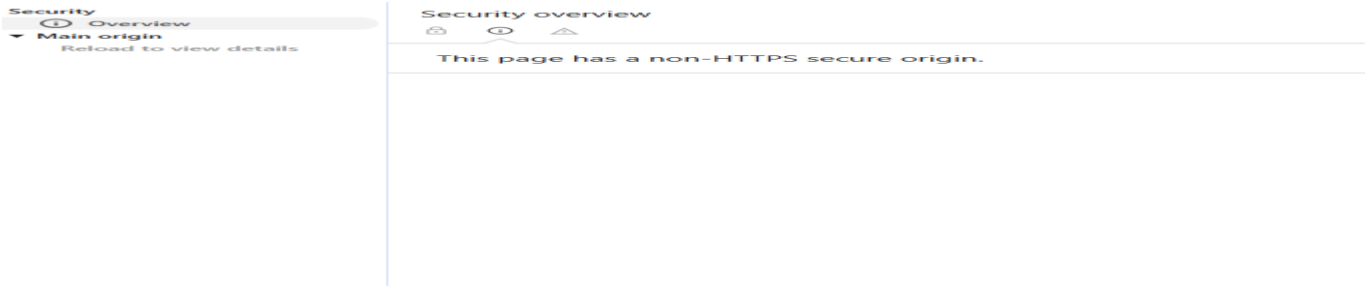 Security
Overview
Main origin
Reload to view details
Security overview
This page has a non-HTTPS secure origin.